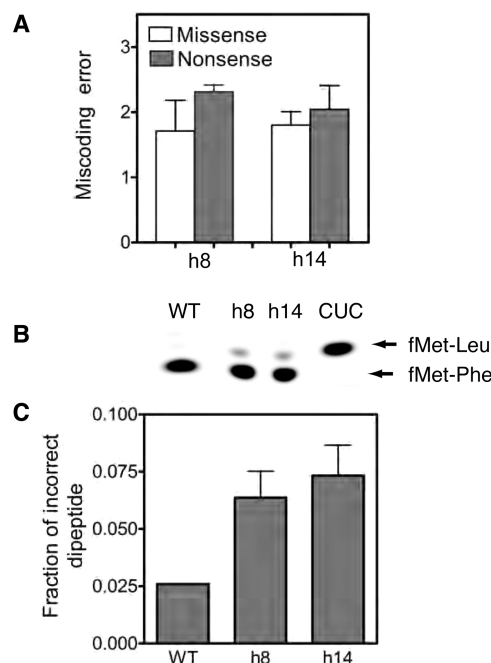 A
Missense
Nonsense
Miscoding error
3
2
1
0
h8 h14
B
WT h8 h14 CUC
fMet-Leu
fMet-Phe
C
Fraction of incorrect
dipeptide
0.100
0.075
0.050
0.025
0.000
WT h8 h14